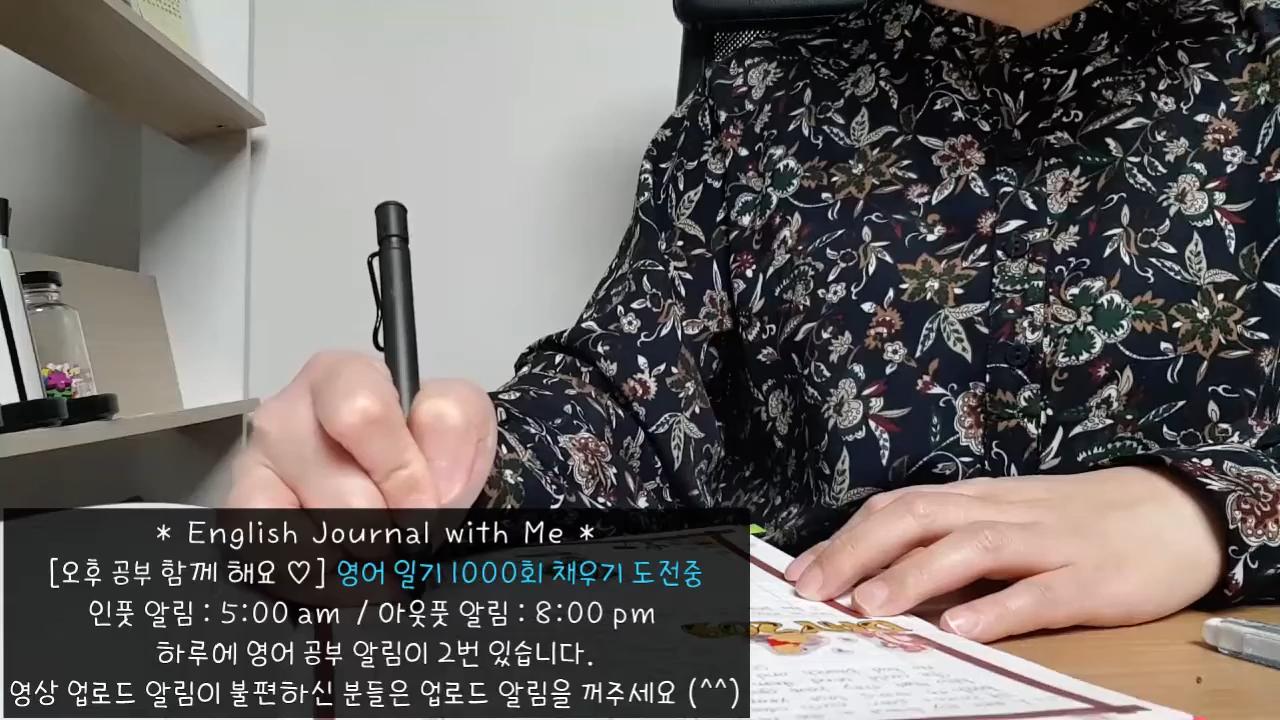 * English Journal with Me *
[오후 공부 함께 해요 ♡] 영어 일기 1000회 채우기 도전중
인풋 알림 : 5:00 am / 아웃풋 알림 : 8:00 pm
하루에 영어 공부 알림이 2번 있습니다.
영상 업로드 알림이 불편하신 분들은 업로드 알림을 꺼주세요 (^^)